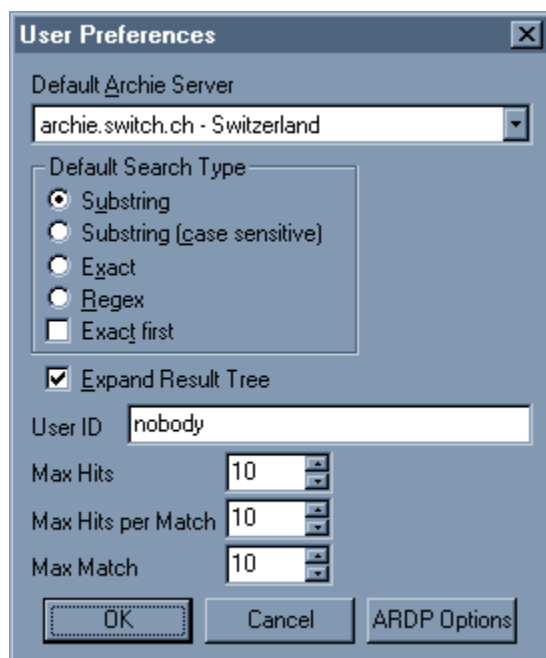 User Preferences
Default Archie Server
archie.switch.ch - Switzerland
Default Search Type
Substring
Substring (case sensitive)
Exact
Regex
Exact first
Expand Result Tree
User ID nobody
Max Hits 10
Max Hits per Match 10
Max Match 10
OK Cancel ARDP Options